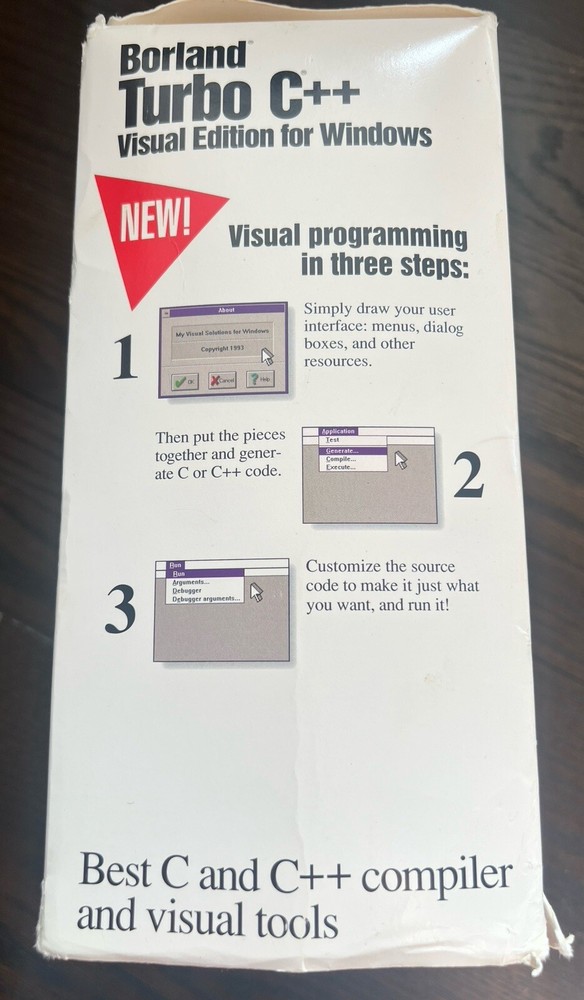 Borland®
Turbo C++®
Visual Edition for Windows
NEW!
Visual programming
in three steps:
1
About
My Visual Solutions for Windows
Copyright 1993
OK
Cancel
Help
Simply draw your user
interface: menus, dialog
boxes, and other
resources.
Then put the pieces
together and gener-
ate C or C++ code.
Application
Test
Generate...
Compile...
Execute...
2
3
Run
Run
Arguments...
Debugger
Debugger arguments...
Customize the source
code to make it just what
you want, and run it!
Best C and C++ compiler
and visual tools